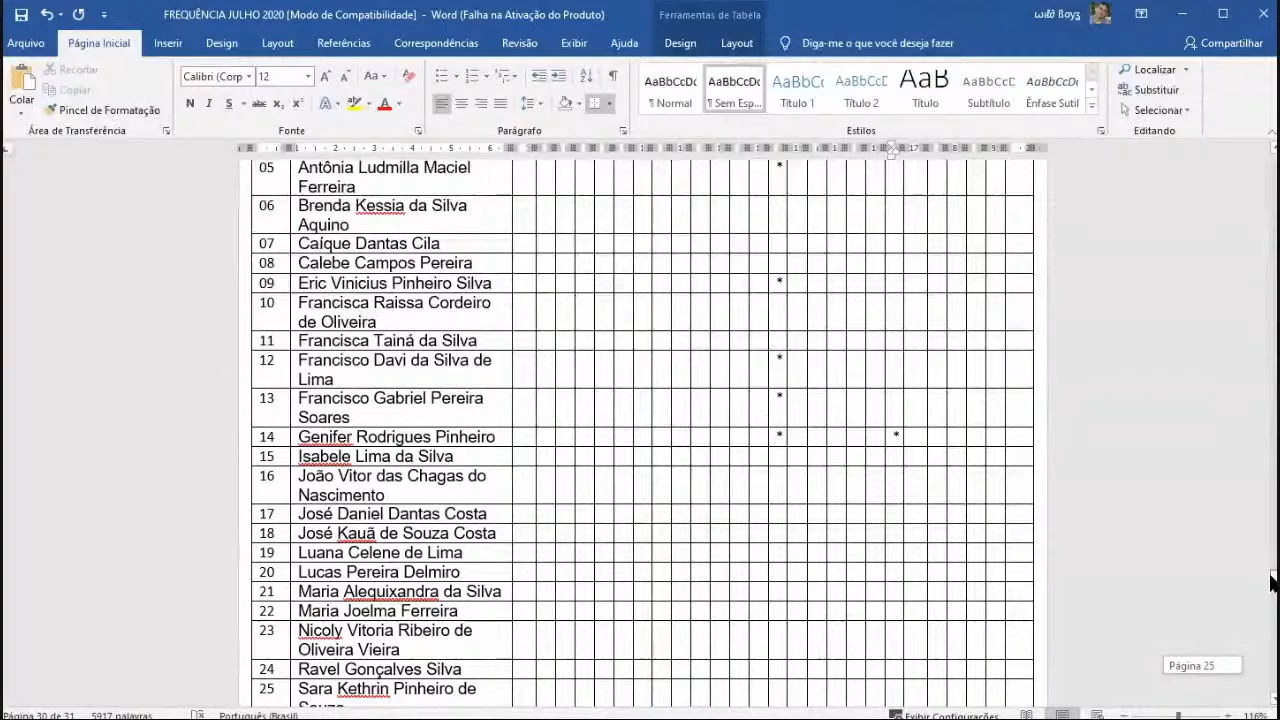 FREQUÊNCIA JULHO 2020 [Modo de Compatibilidade] - Word (Falha na Ativação do Produto)
Ferramentas de Tabela
Arquivo Página Inicial Inserir Design Layout Referências Correspondências Revisão Exibir Ajuda Design Layout Diga-me o que você deseja fazer Compartilhar
Colar
Recortar
Copiar
Pincel de Formatação
Área de Transferência
Calibri (Corp 12
Aa
N I S abc x₂ x²
Fonte
Parágrafo
AaBbCcDc AaBbCcDc AaBbCc AaBbCcC AaB AaBbCcD AaBbCcDc
¶ Normal ¶ Sem Esp... Título 1 Título 2 Título Subtítulo Ênfase Sutil
Estilos
Localizar
Substituir
Selecionar
Editando
05 Antônia Ludmilla Maciel *
Ferreira
06 Brenda Kessia da Silva
Aquino
07 Caíque Dantas Cila
08 Calebe Campos Pereira
09 Eric Vinicius Pinheiro Silva *
10 Francisca Raissa Cordeiro
de Oliveira
11 Francisca Tainá da Silva
12 Francisco Davi da Silva de *
Lima
13 Francisco Gabriel Pereira *
Soares
14 Genifer Rodrigues Pinheiro * *
15 Isabele Lima da Silva
16 João Vitor das Chagas do
Nascimento
17 José Daniel Dantas Costa
18 José Kauã de Souza Costa
19 Luana Celene de Lima
20 Lucas Pereira Delmiro
21 Maria Alequixandra da Silva
22 Maria Joelma Ferreira
23 Nicoly Vitoria Ribeiro de
Oliveira Vieira
24 Ravel Gonçalves Silva
25 Sara Kethrin Pinheiro de
Souza
Página 25
Página 30 de 31 5917 palavras Português (Brasil) Exibir Configurações 116%